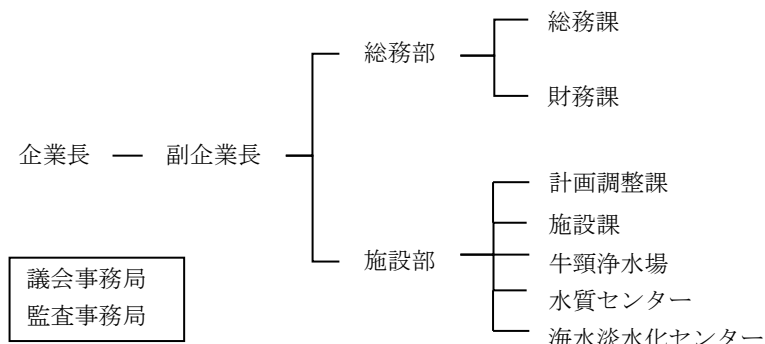 総務課
総務部
財務課
企業長 ― 副企業長
計画調整課
施設課
施設部
牛頸浄水場
水質センター
海水淡水化センター
議会事務局
監査事務局